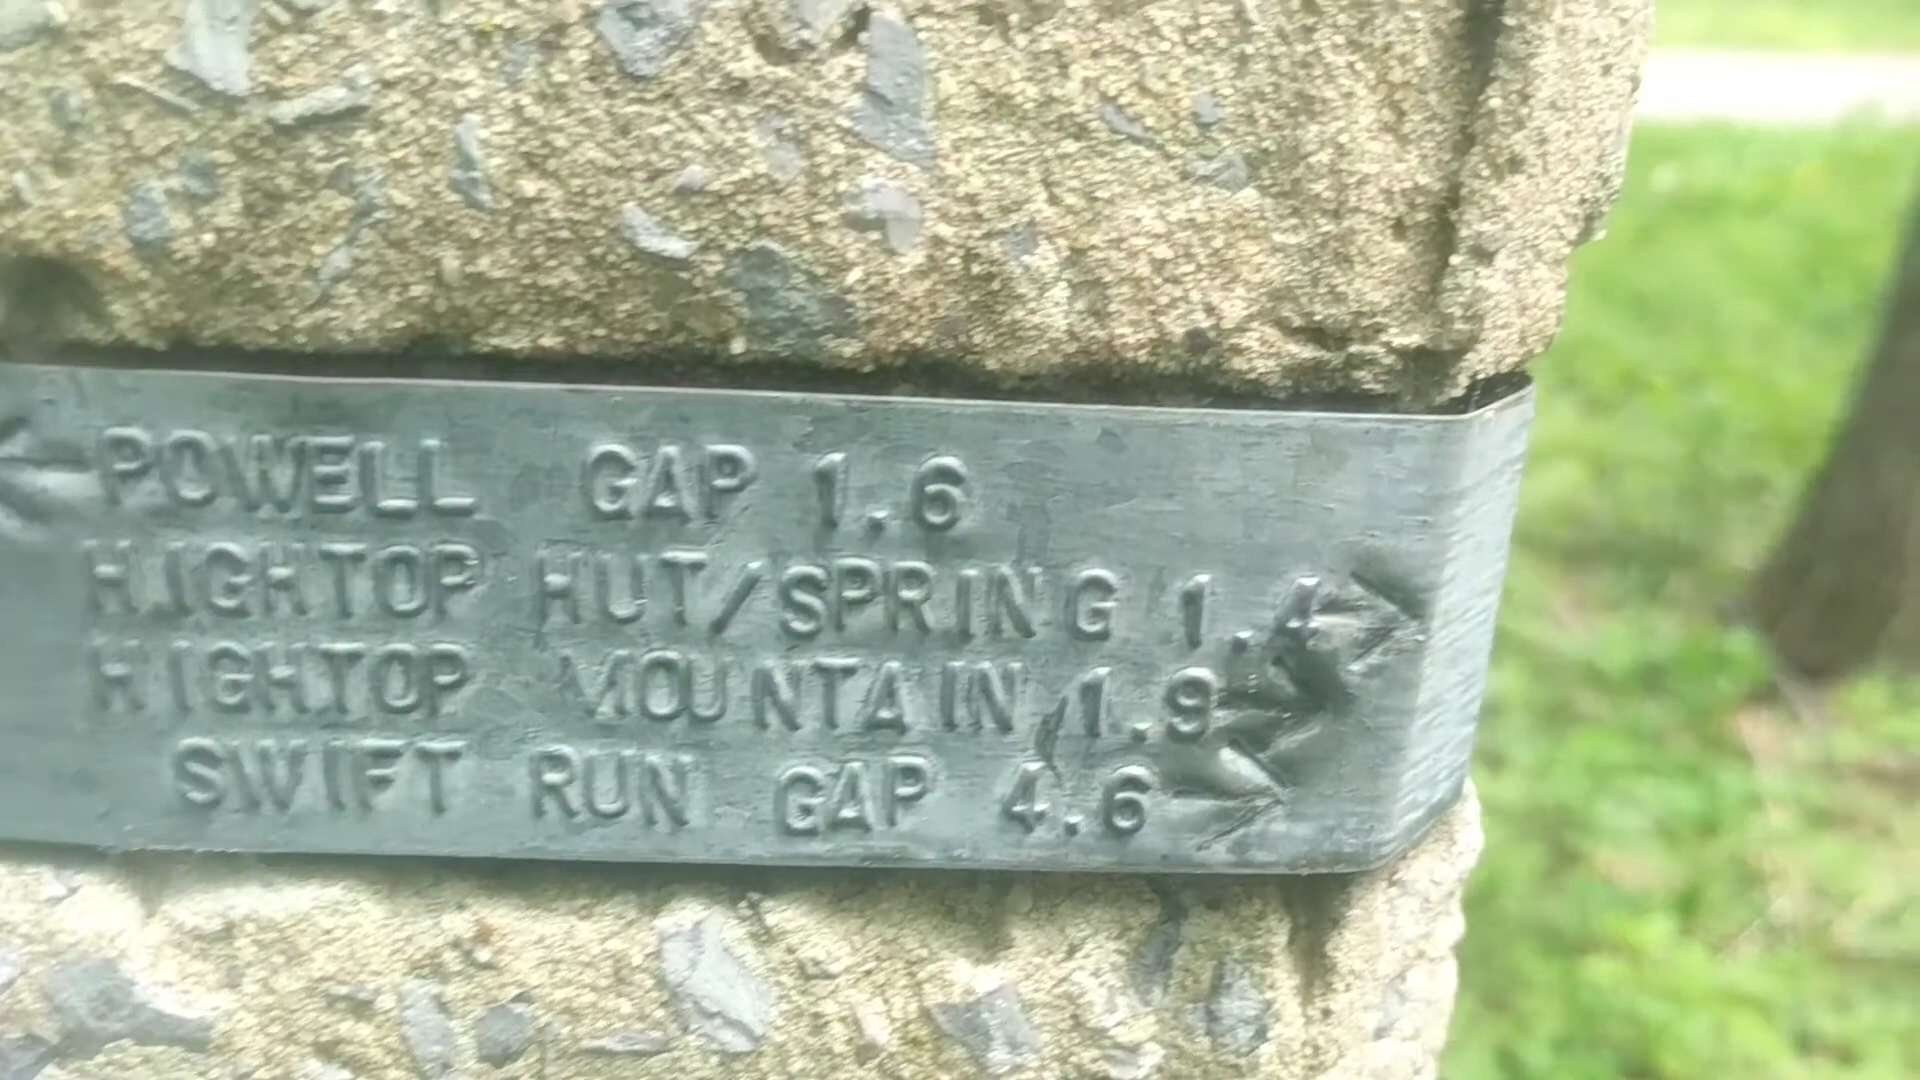 ← POWELL GAP 1.6
HIGHTOP HUT/SPRING 1.4 →
HIGHTOP MOUNTAIN 1.9 →
SWIFT RUN GAP 4.6 →